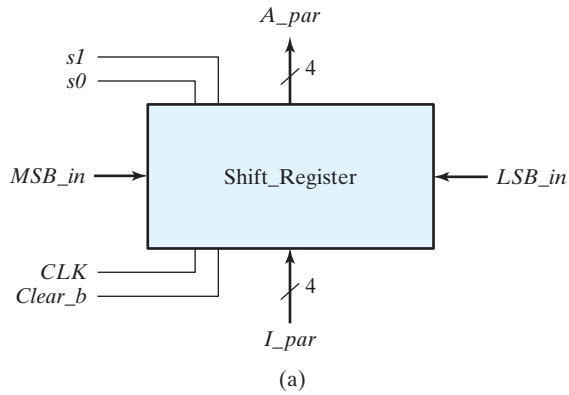 A_par
4
s1
s0
MSB_in
Shift_Register
LSB_in
CLK
Clear_b
4
I_par
(a)